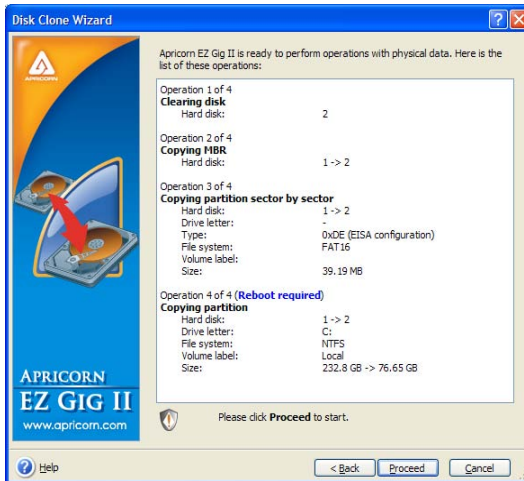 Disk Clone Wizard
APRICORN
Apricorn EZ Gig II is ready to perform operations with physical data. Here is the
list of these operations:
Operation 1 of 4
Clearing disk
Hard disk: 2
Operation 2 of 4
Copying MBR
Hard disk: 1 -> 2
Operation 3 of 4
Copying partition sector by sector
Hard disk: 1 -> 2
Drive letter: -
Type: 0xDE (EISA configuration)
File system: FAT16
Volume label:
Size: 39.19 MB
Operation 4 of 4 (Reboot required)
Copying partition
Hard disk: 1 -> 2
Drive letter: C:
File system: NTFS
Volume label: Local
Size: 232.8 GB -> 76.65 GB
APRICORN
EZ GIG II
www.apricorn.com
Please click Proceed to start.
Help
< Back
Proceed
Cancel